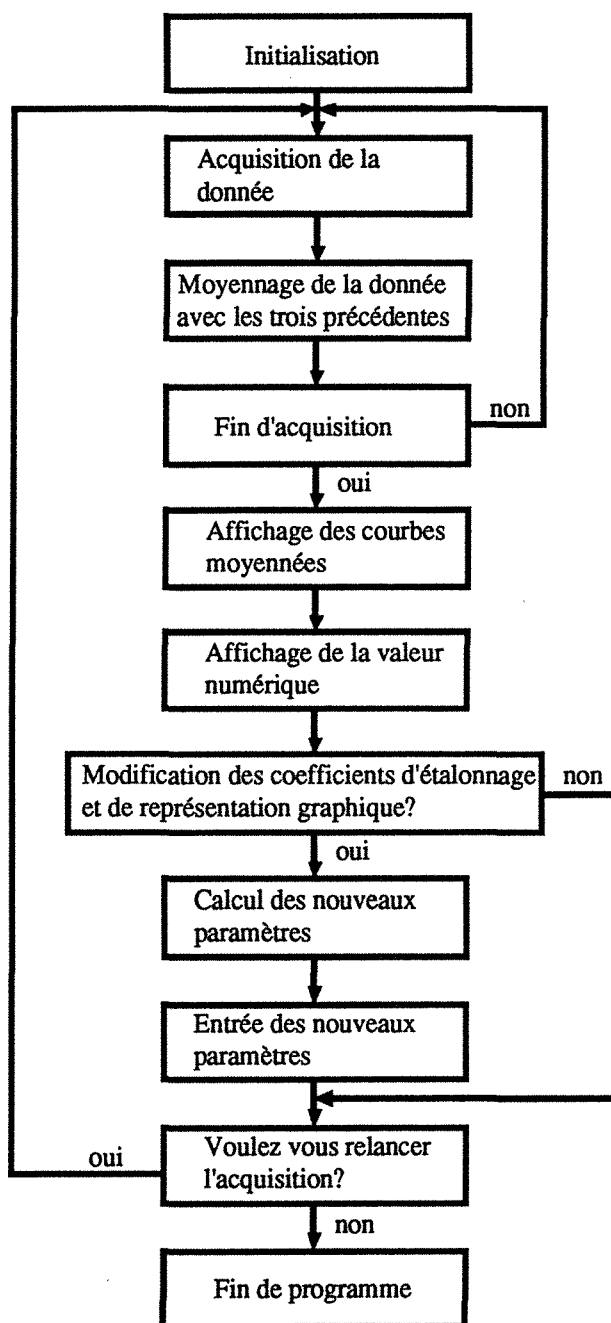 Initialisation
Acquisition de la
donnée
Moyennage de la donnée
avec les trois précédentes
Fin d'acquisition
non
oui
Affichage des courbes
moyennées
Affichage de la valeur
numérique
Modification des coefficients d'étalonnage
et de représentation graphique?
non
oui
Calcul des nouveaux
paramètres
Entrée des nouveaux
paramètres
Voulez vous relancer
l'acquisition?
oui
non
Fin de programme